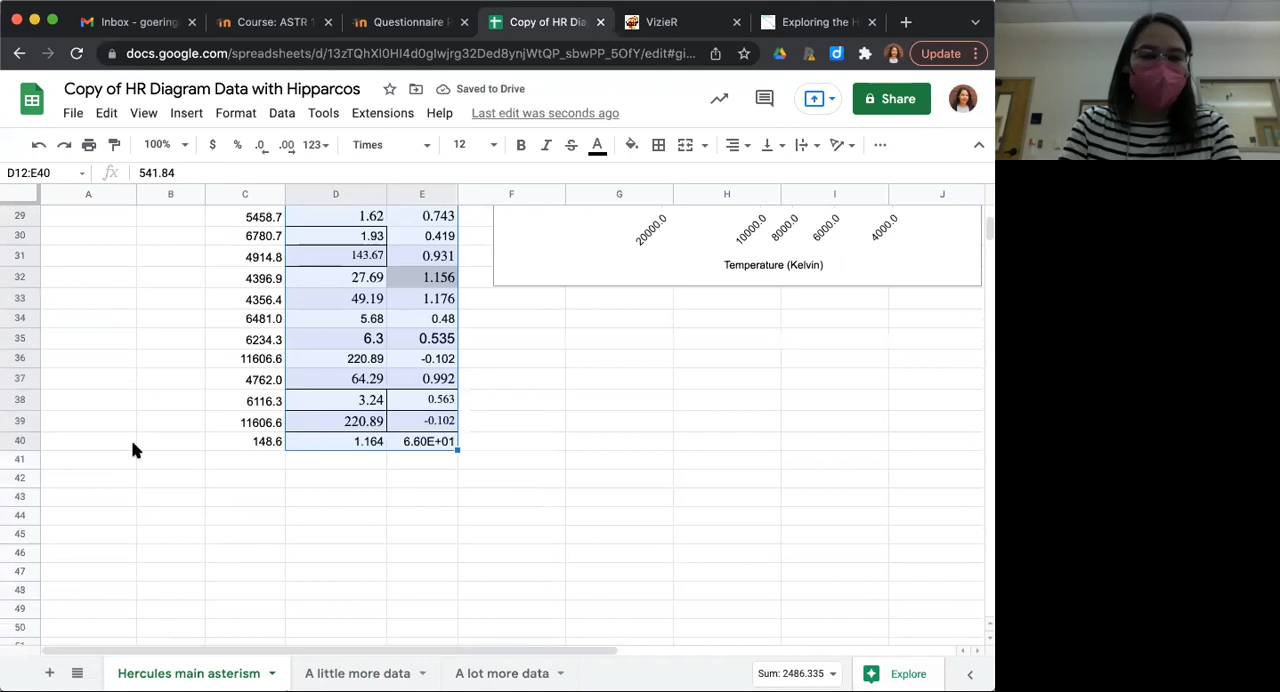 Inbox - goering
Course: ASTR 1
Questionnaire P
Copy of HR Dia
VizieR
Exploring the H
docs.google.com/spreadsheets/d/13zTQhXl0HI4d0gIwjrg32Ded8ynjWtQP_sbwPP_5OfY/edit#gi...
Update
Copy of HR Diagram Data with Hipparcos
Saved to Drive
File Edit View Insert Format Data Tools Extensions Help Last edit was seconds ago
Share
100% $ % .0 .00 123 Times 12 B I S A
D12:E40 fx 541.84
A B C D E F G H I J
29 5458.7 1.62 0.743
30 6780.7 1.93 0.419
31 4914.8 143.67 0.931
32 4396.9 27.69 1.156
33 4356.4 49.19 1.176
34 6481.0 5.68 0.48
35 6234.3 6.3 0.535
36 11606.6 220.89 -0.102
37 4762.0 64.29 0.992
38 6116.3 3.24 0.563
39 11606.6 220.89 -0.102
40 148.6 1.164 6.60E+01
41
42
43
44
45
46
47
48
49
50
20000.0 10000.0 8000.0 6000.0 4000.0
Temperature (Kelvin)
Hercules main asterism A little more data A lot more data
Sum: 2486.335
Explore